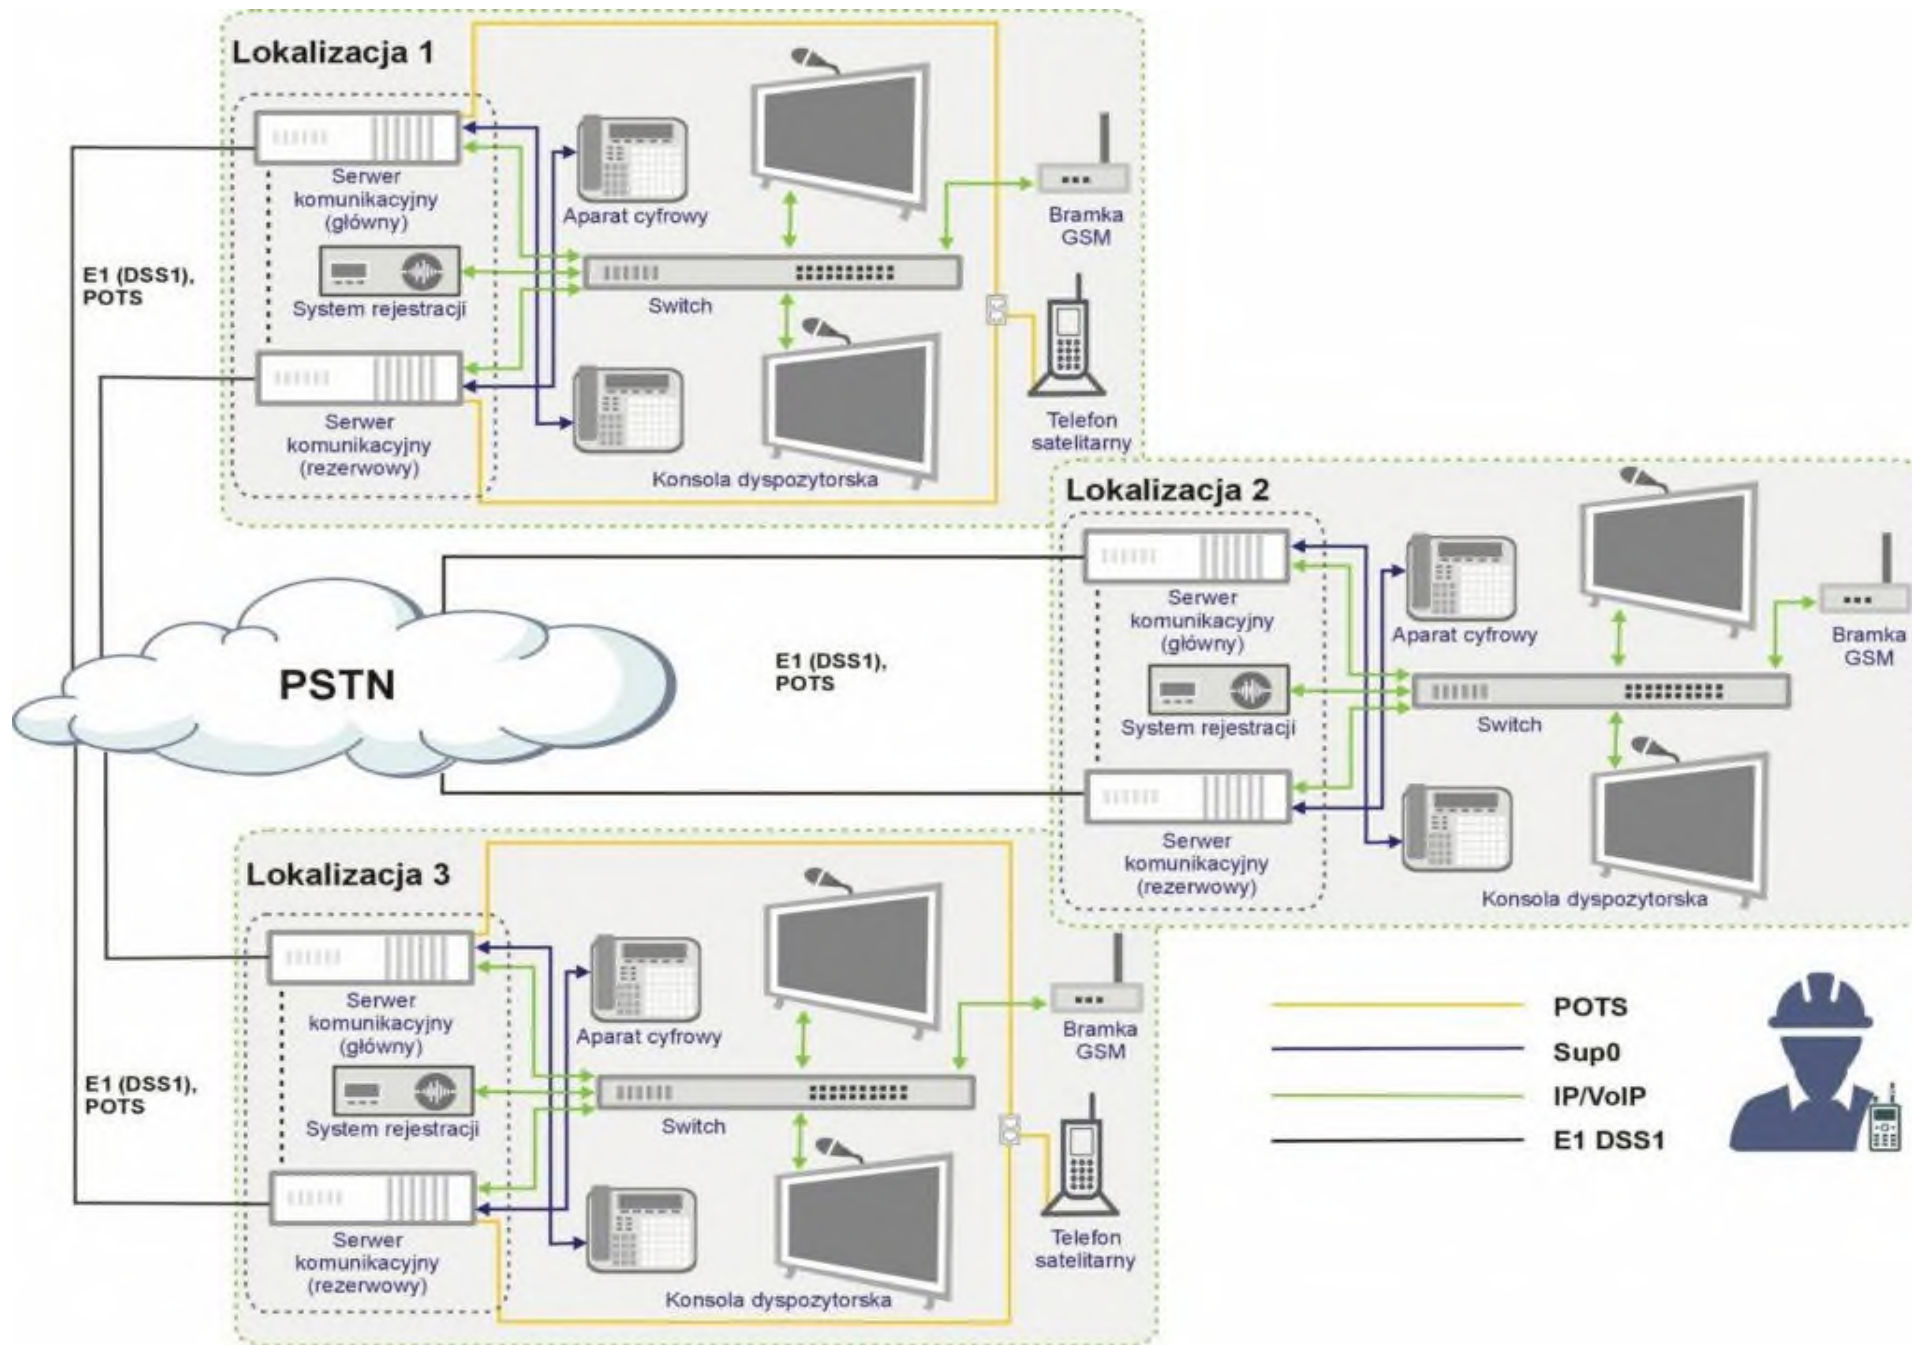 Lokalizacja 1
Serwer
komunikacyjny
(główny)
Aparat cyfrowy
Bramka
GSM
E1 (DSS1),
POTS
System rejestracji
Switch
Serwer
komunikacyjny
(rezerwowy)
Telefon
satelitarny
Konsola dyspozytorska
Lokalizacja 2
Serwer
komunikacyjny
(główny)
Aparat cyfrowy
Bramka
GSM
PSTN
E1 (DSS1),
POTS
System rejestracji
Switch
Serwer
komunikacyjny
(rezerwowy)
Konsola dyspozytorska
Lokalizacja 3
Serwer
komunikacyjny
(główny)
Aparat cyfrowy
Bramka
GSM
E1 (DSS1),
POTS
System rejestracji
Switch
Serwer
komunikacyjny
(rezerwowy)
Telefon
satelitarny
Konsola dyspozytorska
POTS
Sup0
IP/VoIP
E1 DSS1